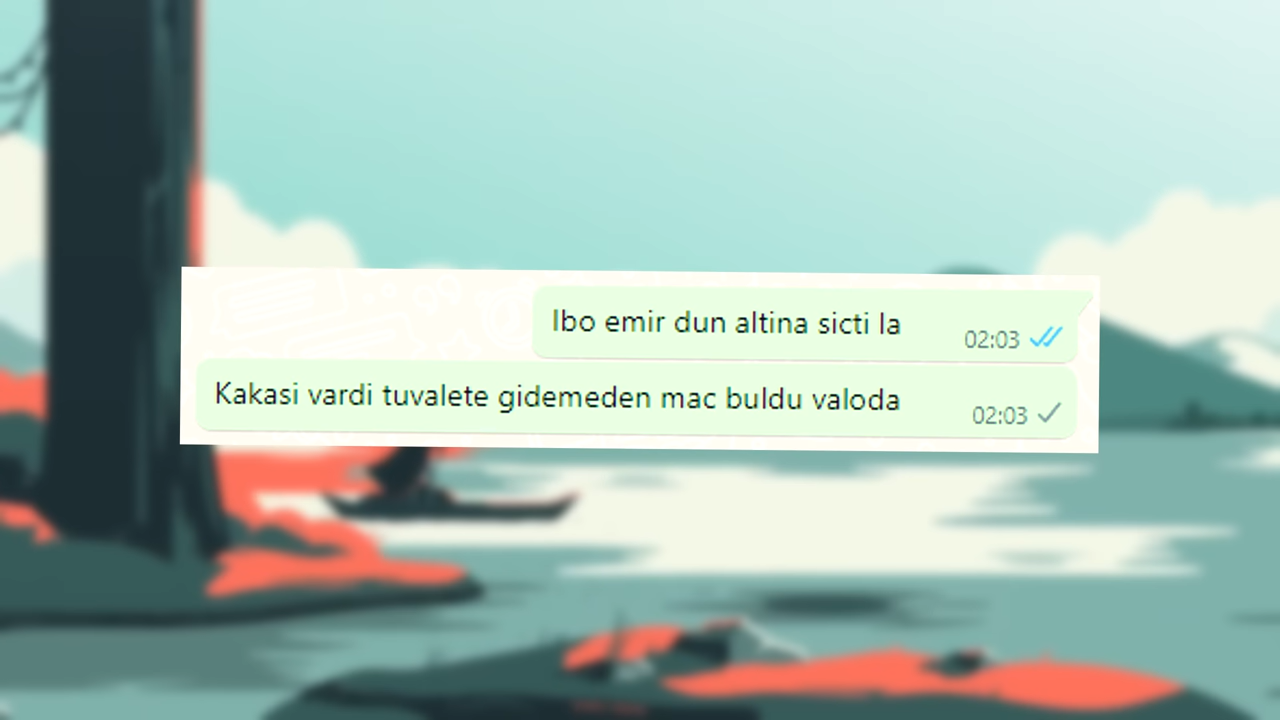 Ibo emir dun altina sicti la
02:03
Kakasi vardi tuvalete gidemeden mac buldu valoda
02:03